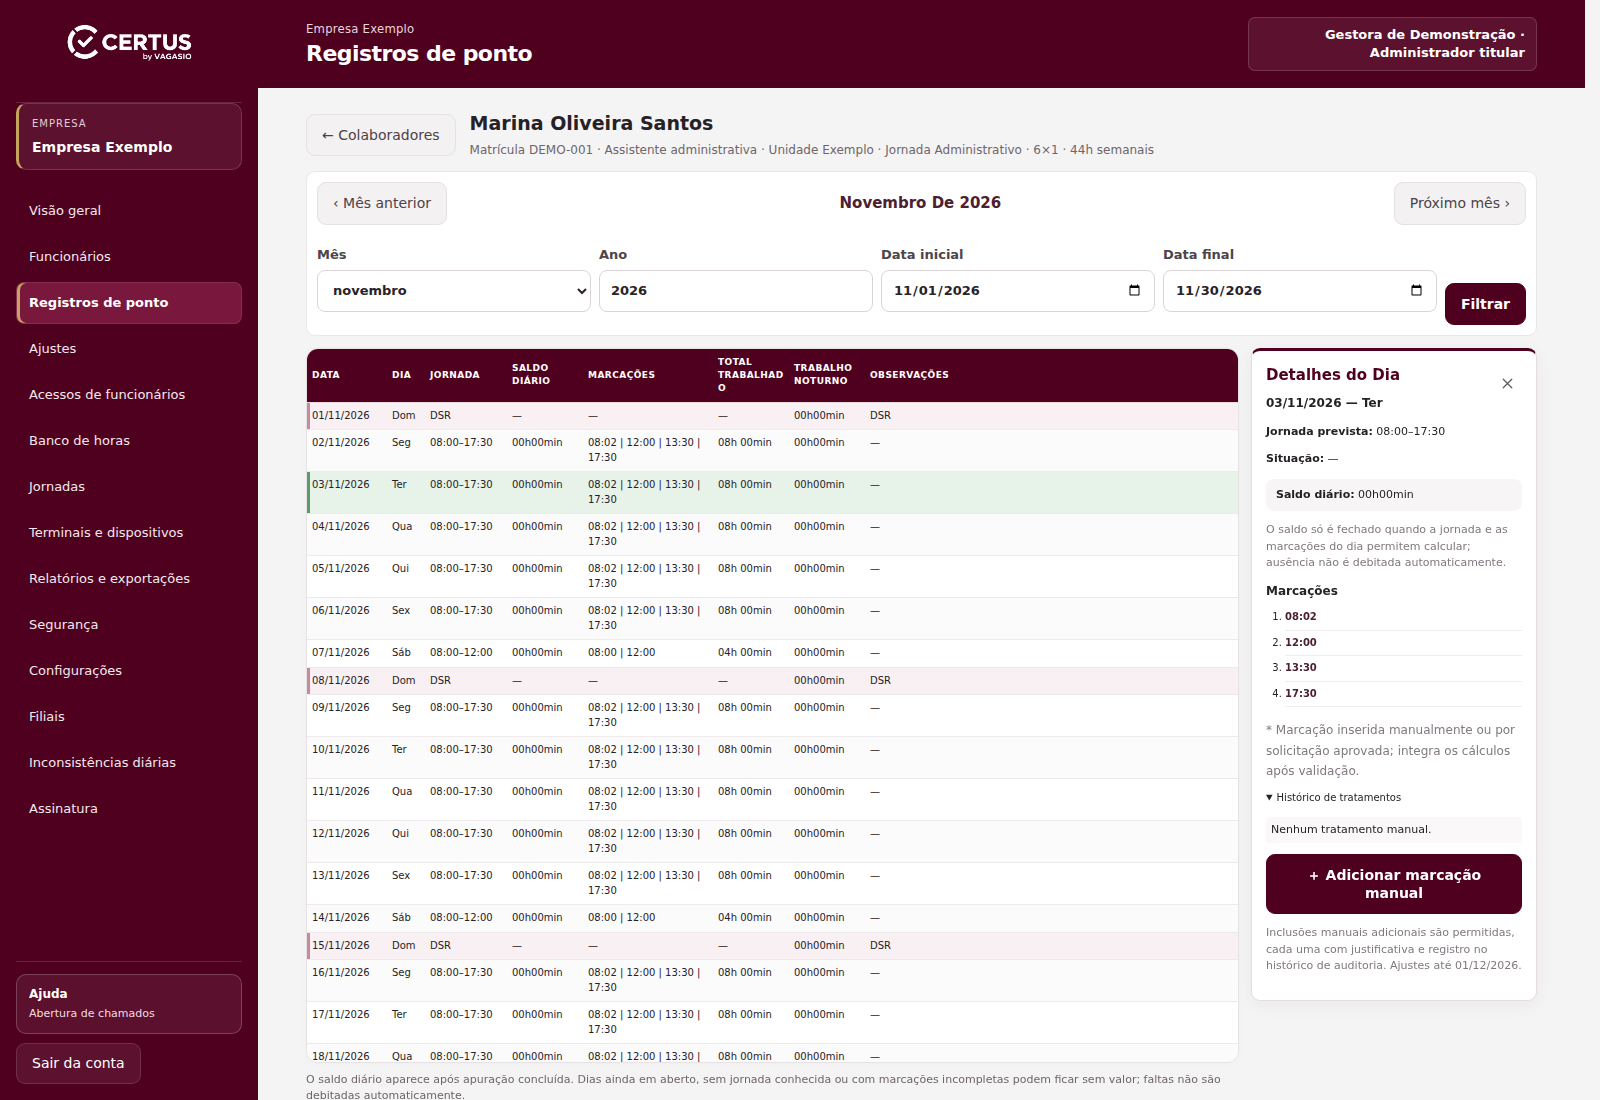 CERTUS
by VAGASIO
Empresa Exemplo
Registros de ponto
Gestora de Demonstração ·
Administrador titular
EMPRESA
Empresa Exemplo
Visão geral
Funcionários
Registros de ponto
Ajustes
Acessos de funcionários
Banco de horas
Jornadas
Terminais e dispositivos
Relatórios e exportações
Segurança
Configurações
Filiais
Inconsistências diárias
Assinatura
Ajuda
Abertura de chamados
Sair da conta
← Colaboradores
Marina Oliveira Santos
Matrícula DEMO-001 · Assistente administrativa · Unidade Exemplo · Jornada Administrativo · 6×1 · 44h semanais
‹ Mês anterior
Novembro De 2026
Próximo mês ›
Mês
Ano
Data inicial
Data final
novembro
2026
11/01/2026
11/30/2026
Filtrar
DATA DIA JORNADA SALDO DIÁRIO MARCAÇÕES TOTAL TRABALHAD O TRABALHO NOTURNO OBSERVAÇÕES
01/11/2026 Dom DSR — — — 00h00min DSR
02/11/2026 Seg 08:00–17:30 00h00min 08:02 | 12:00 | 13:30 | 08h 00min 00h00min —
17:30
03/11/2026 Ter 08:00–17:30 00h00min 08:02 | 12:00 | 13:30 | 08h 00min 00h00min —
17:30
04/11/2026 Qua 08:00–17:30 00h00min 08:02 | 12:00 | 13:30 | 08h 00min 00h00min —
17:30
05/11/2026 Qui 08:00–17:30 00h00min 08:02 | 12:00 | 13:30 | 08h 00min 00h00min —
17:30
06/11/2026 Sex 08:00–17:30 00h00min 08:02 | 12:00 | 13:30 | 08h 00min 00h00min —
17:30
07/11/2026 Sáb 08:00–12:00 00h00min 08:00 | 12:00 04h 00min 00h00min —
08/11/2026 Dom DSR — — — 00h00min DSR
09/11/2026 Seg 08:00–17:30 00h00min 08:02 | 12:00 | 13:30 | 08h 00min 00h00min —
17:30
10/11/2026 Ter 08:00–17:30 00h00min 08:02 | 12:00 | 13:30 | 08h 00min 00h00min —
17:30
11/11/2026 Qua 08:00–17:30 00h00min 08:02 | 12:00 | 13:30 | 08h 00min 00h00min —
17:30
12/11/2026 Qui 08:00–17:30 00h00min 08:02 | 12:00 | 13:30 | 08h 00min 00h00min —
17:30
13/11/2026 Sex 08:00–17:30 00h00min 08:02 | 12:00 | 13:30 | 08h 00min 00h00min —
17:30
14/11/2026 Sáb 08:00–12:00 00h00min 08:00 | 12:00 04h 00min 00h00min —
15/11/2026 Dom DSR — — — 00h00min DSR
16/11/2026 Seg 08:00–17:30 00h00min 08:02 | 12:00 | 13:30 | 08h 00min 00h00min —
17:30
17/11/2026 Ter 08:00–17:30 00h00min 08:02 | 12:00 | 13:30 | 08h 00min 00h00min —
17:30
18/11/2026 Qua 08:00–17:30 00h00min 08:02 | 12:00 | 13:30 | 08h 00min 00h00min —
O saldo diário aparece após apuração concluída. Dias ainda em aberto, sem jornada conhecida ou com marcações incompletas podem ficar sem valor; faltas não são
debitadas automaticamente.
Detalhes do Dia
×
03/11/2026 — Ter
Jornada prevista: 08:00–17:30
Situação: —
Saldo diário: 00h00min
O saldo só é fechado quando a jornada e as
marcações do dia permitem calcular;
ausência não é debitada automaticamente.
Marcações
1. 08:02
2. 12:00
3. 13:30
4. 17:30
* Marcação inserida manualmente ou por
solicitação aprovada; integra os cálculos
após validação.
▼ Histórico de tratamentos
Nenhum tratamento manual.
+ Adicionar marcação
manual
Inclusões manuais adicionais são permitidas,
cada uma com justificativa e registro no
histórico de auditoria. Ajustes até 01/12/2026.